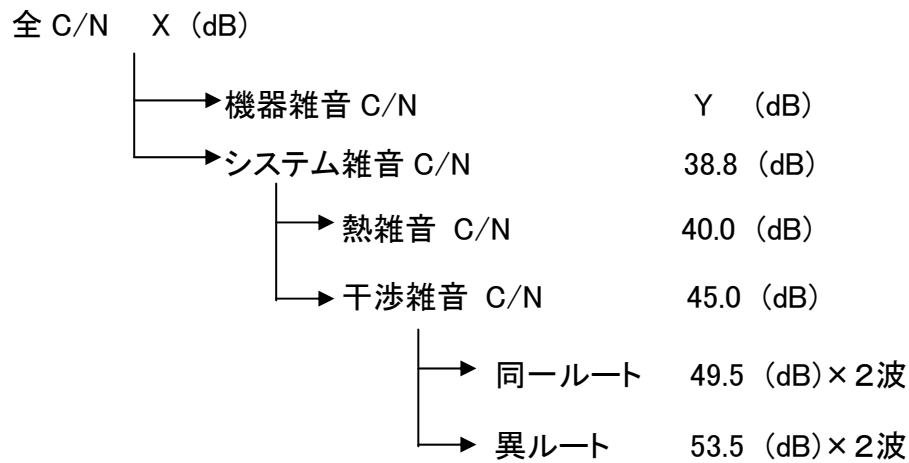 全 C/N X (dB)
機器雑音 C/N Y (dB)
システム雑音 C/N 38.8 (dB)
熱雑音 C/N 40.0 (dB)
干渉雑音 C/N 45.0 (dB)
同一ルート 49.5 (dB)×２波
異ルート 53.5 (dB)×２波